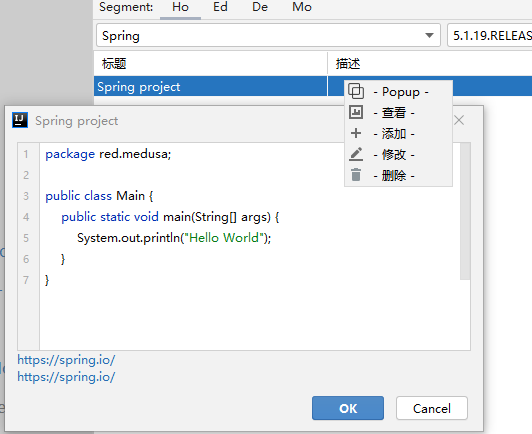 Segment: Ho Ed De Mo
Spring 5.1.19.RELEAS
标题 描述
Spring project
- Popup -
- 查看 -
- 添加 -
- 修改 -
- 删除 -
Spring project
1 package red.medusa;
2
3 public class Main {
4 public static void main(String[] args) {
5 System.out.println("Hello World");
6 }
7 }
https://spring.io/
https://spring.io/
OK Cancel